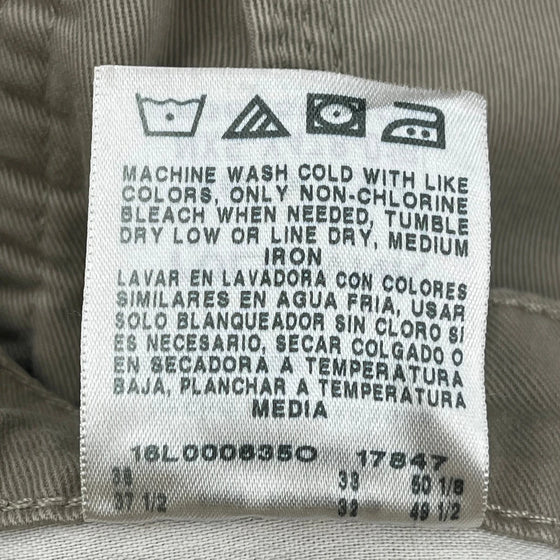 MACHINE WASH COLD WITH LIKE
COLORS, ONLY NON-CHLORINE
BLEACH WHEN NEEDED, TUMBLE
DRY LOW OR LINE DRY, MEDIUM
IRON
LAVAR EN LAVADORA CON COLORES
SIMILARES EN AGUA FRIA, USAR
SOLO BLANQUEADOR SIN CLORO SI
ES NECESARIO, SECAR COLGADO O
EN SECADORA A TEMPERATURA
BAJA, PLANCHAR A TEMPERATURA
MEDIA
16L0006350 17847
38 33 50 1/8
37 1/2 32 49 1/2